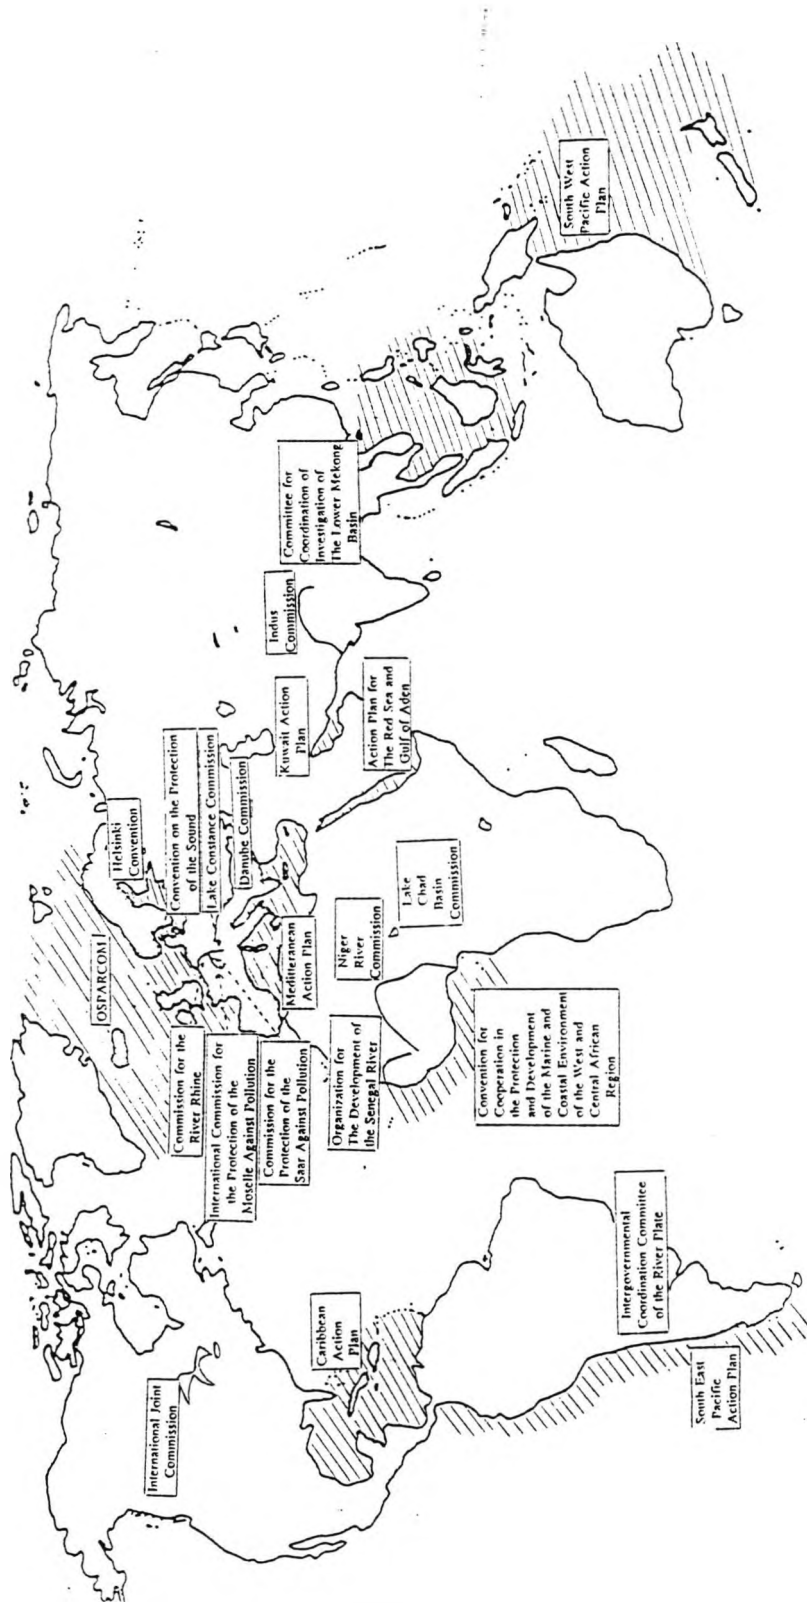 International Joint
Commission
Caribbean
Action
Plan
South East
Pacific
Action Plan
Intergovernmental
Coordination Committee
of the River Plate
OSPARCOM
Commission for the
River Rhine
International Commission for
the Protection of the
Moselle Against Pollution
Commission for the
Protection of the
Saar Against Pollution
Organization for
The Development of
the Senegal River
Convention for
Cooperation in
the Protection
and Development
of the Marine and
Coastal Environment
of the West and
Central African
Region
Helsinki
Convention
Convention on the Protection
of the Sound
Lake Constance Commission
Danube Commission
Mediterranean
Action Plan
Niger
River
Commission
Lake
Chad
Basin
Commission
Kuwait Action
Plan
Action Plan for
The Red Sea and
Gulf of Aden
Indus
Commission
Committee for
Coordination of
Investigation of
The Lower Mekong
Basin
South West
Pacific Action
Plan